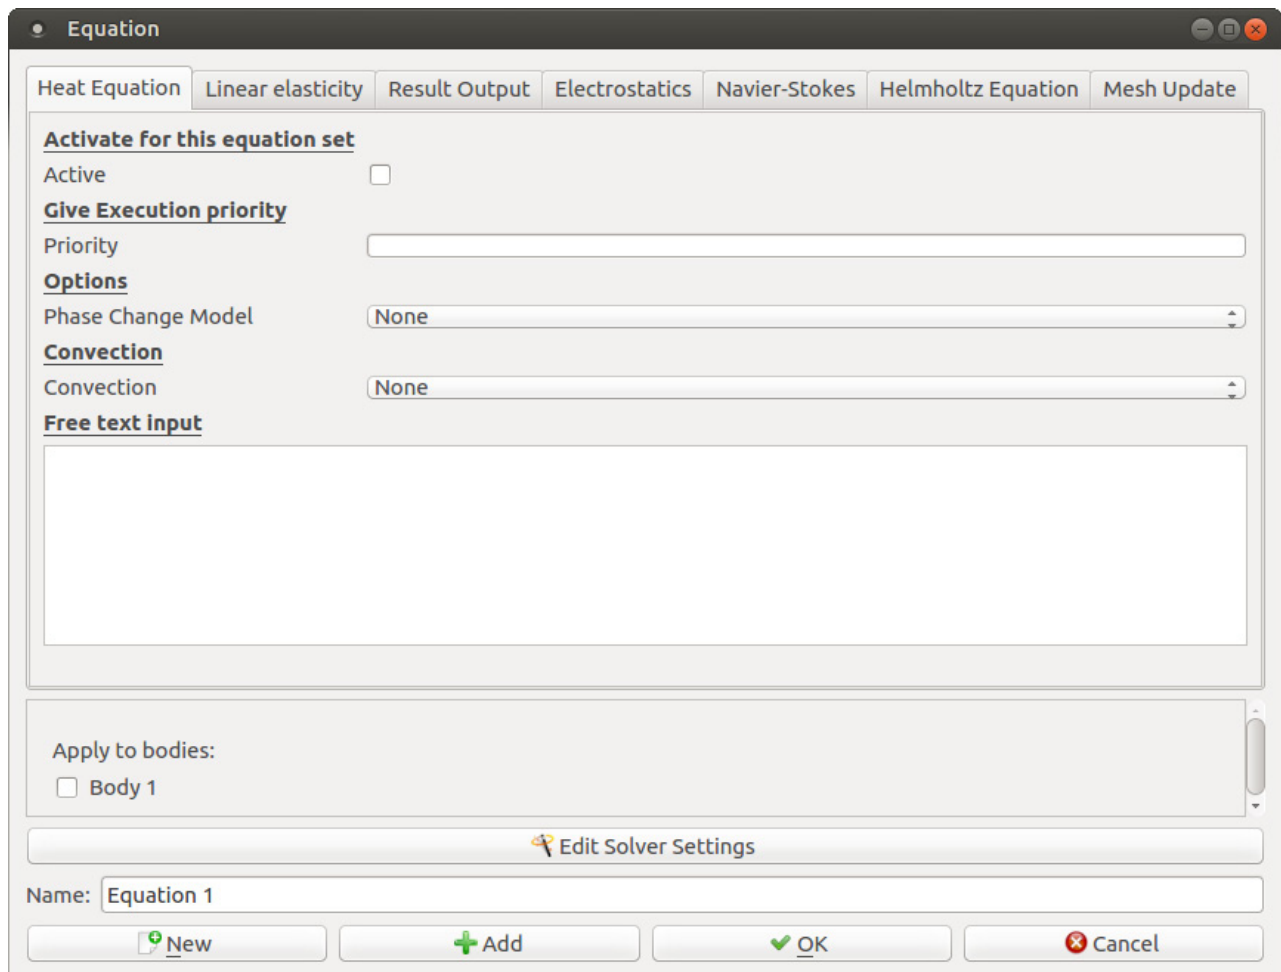 Equation
Heat Equation Linear elasticity Result Output Electrostatics Navier-Stokes Helmholtz Equation Mesh Update
Activate for this equation set
Active
Give Execution priority
Priority
Options
Phase Change Model None
Convection
Convection None
Free text input
Apply to bodies:
Body 1
Edit Solver Settings
Name: Equation 1
New Add OK Cancel